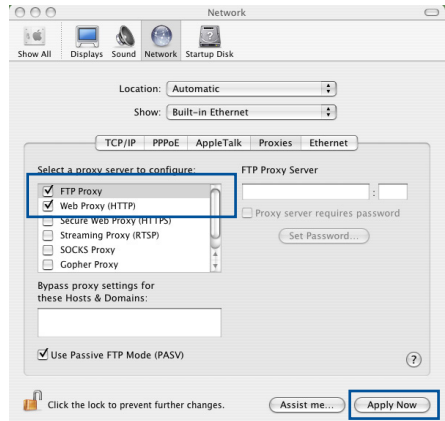 Network
Show All Displays Sound Network Startup Disk
Location: Automatic
Show: Built-in Ethernet
TCP/IP PPPoE AppleTalk Proxies Ethernet
Select a proxy server to configure: FTP Proxy Server
FTP Proxy
:
Web Proxy (HTTP)
Proxy server requires password
Secure Web Proxy (HTTPS)
Streaming Proxy (RTSP)
Set Password...
SOCKS Proxy
Gopher Proxy
Bypass proxy settings for
these Hosts & Domains:
Use Passive FTP Mode (PASV)
?
Click the lock to prevent further changes. Assist me... Apply Now